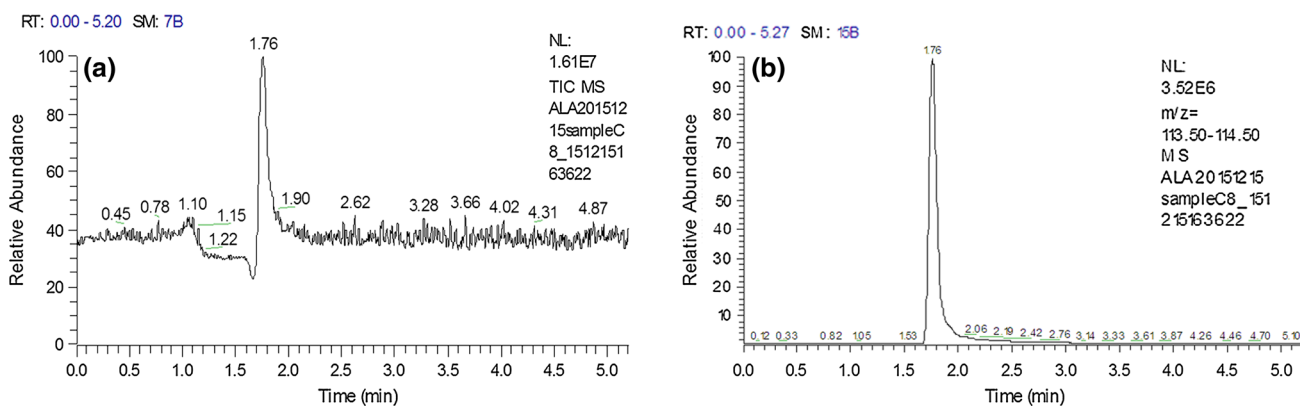 RT: 0.00 - 5.20 SM: 7B
(a)
NL:
1.61E7
TIC MS
ALA201512
15sampleC
8_1512151
63622
Relative Abundance
100
80
60
40
20
0
1.76
0.45
0.78
1.10
1.15
1.22
1.90
2.62
3.28
3.66
4.02
4.31
4.87
0.0 0.5 1.0 1.5 2.0 2.5 3.0 3.5 4.0 4.5 5.0
Time (min)
RT: 0.00 - 5.27 SM: 15B
(b)
NL:
3.52E6
m/z=
113.50-114.50
MS
ALA20151215
sampleC8_151
215163622
Relative Abundance
100
90
80
70
60
50
40
30
20
10
1.76
0.12 0.33 0.82 1.05 1.53 2.06 2.19 2.42 2.76 3.14 3.33 3.61 3.87 4.26 4.46 4.70 5.10
0.0 0.5 1.0 1.5 2.0 2.5 3.0 3.5 4.0 4.5 5.0
Time (min)